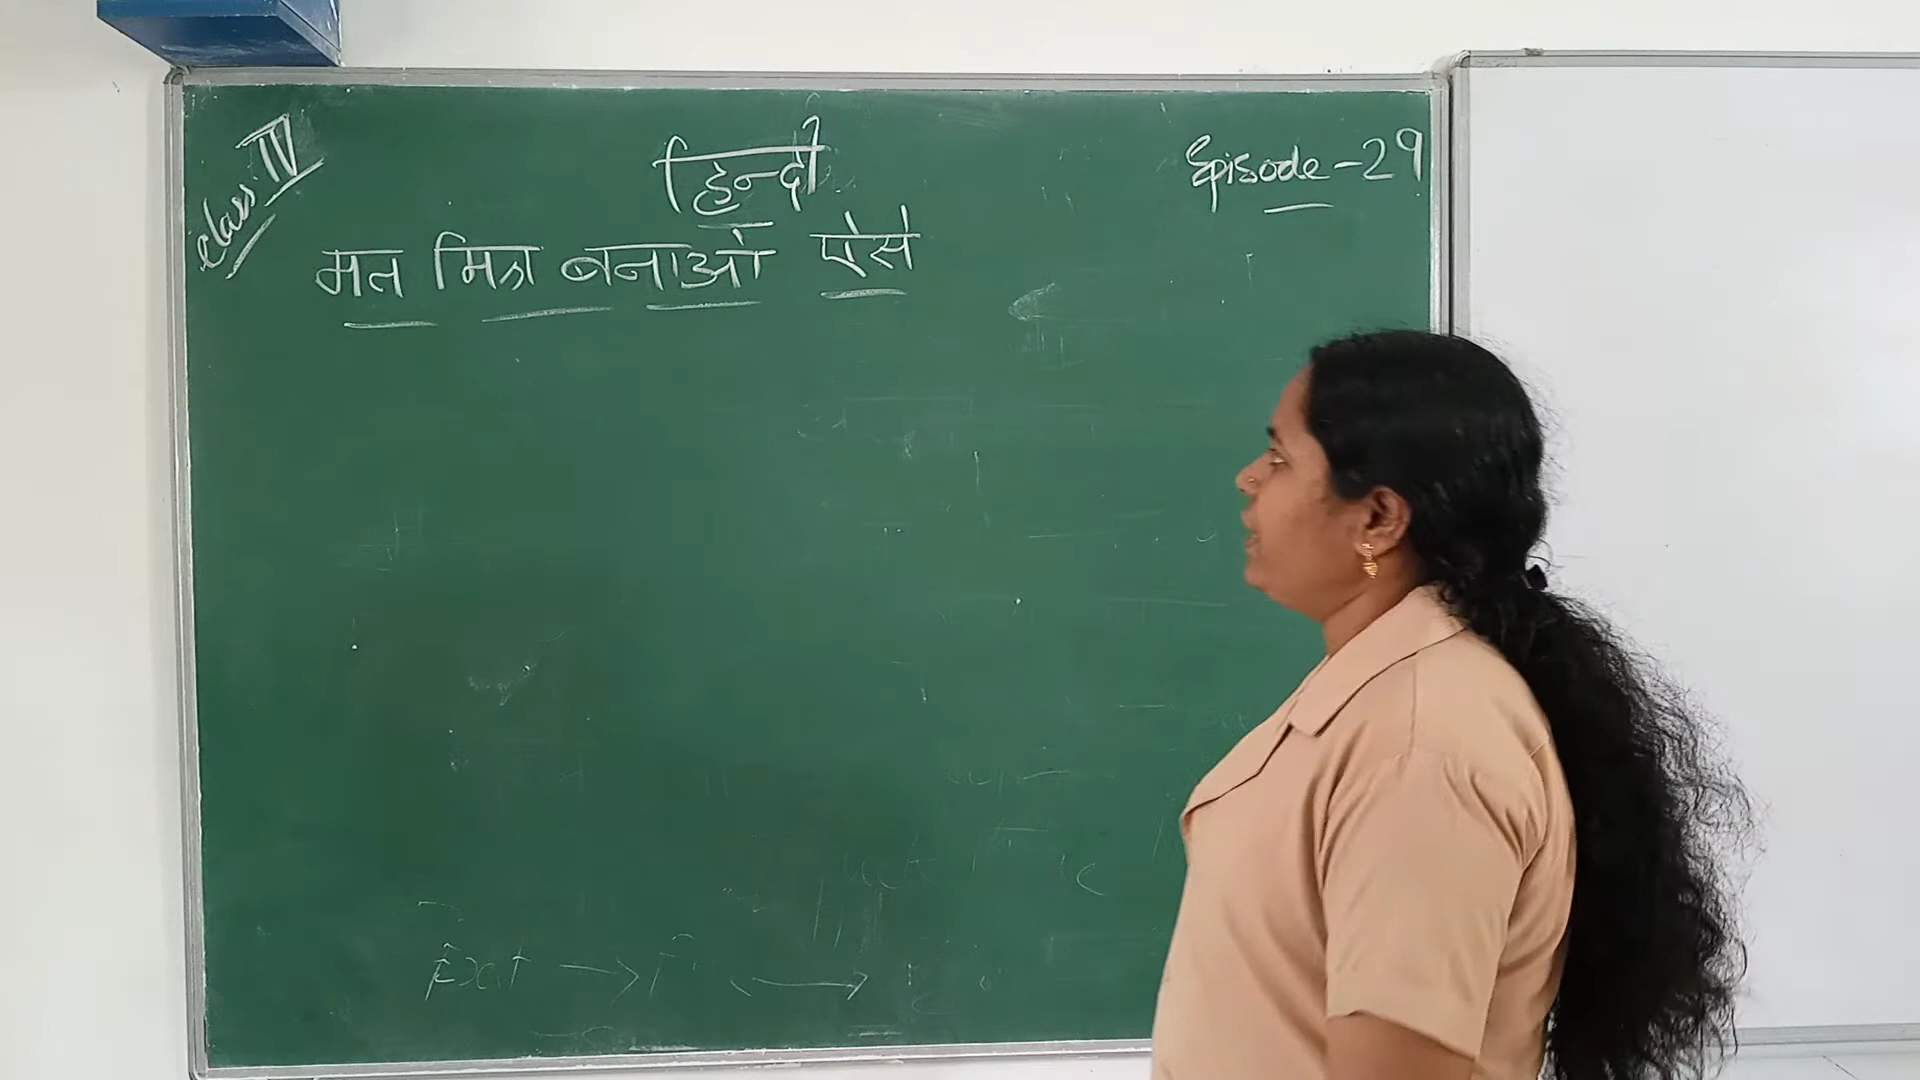 Class IV
हिन्दी
Episode-29
मत मित्र बनाओ ऐसे